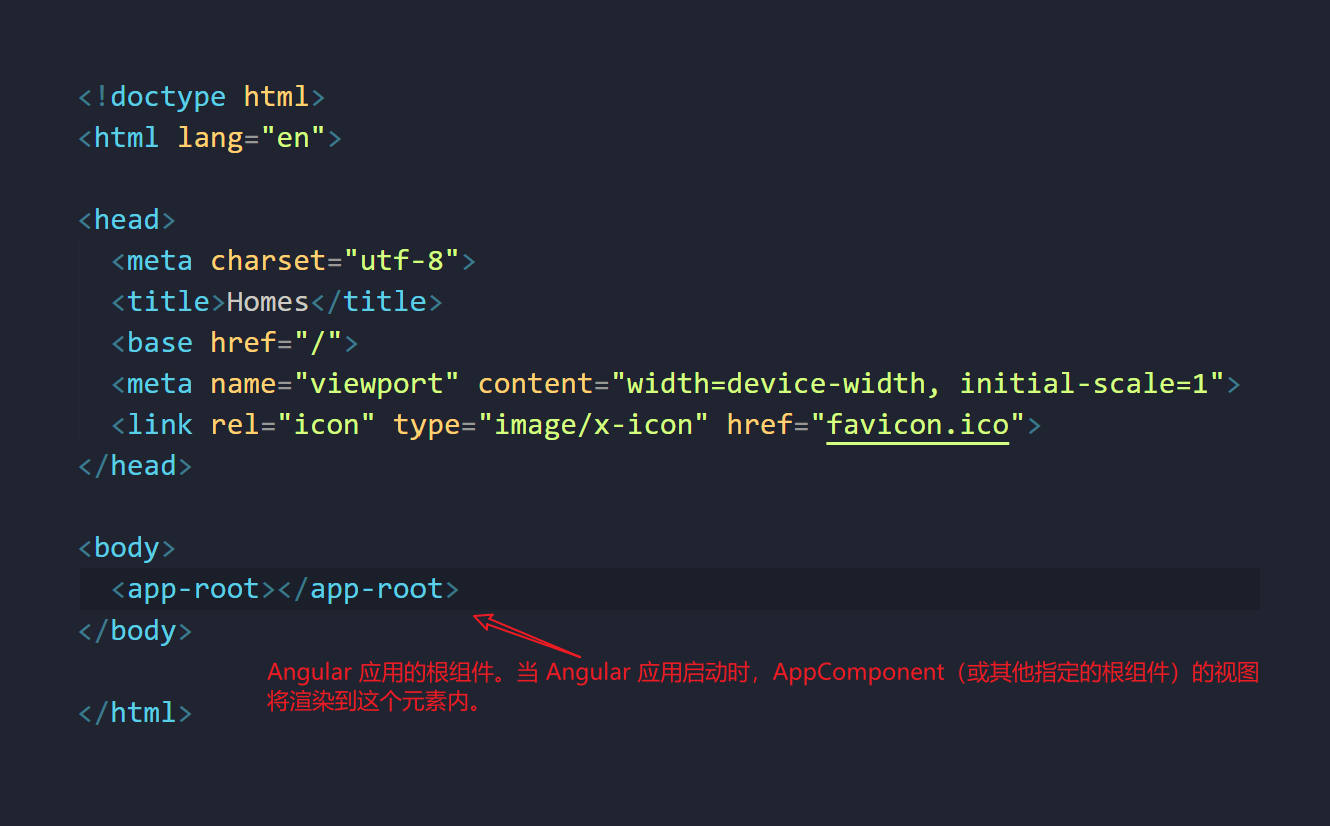 <!doctype html>
<html lang="en">
<head>
<meta charset="utf-8">
<title>Homes</title>
<base href="/">
<meta name="viewport" content="width=device-width, initial-scale=1">
<link rel="icon" type="image/x-icon" href="favicon.ico">
</head>
<body>
<app-root></app-root>
</body>
Angular 应用的根组件。当 Angular 应用启动时，AppComponent（或其他指定的根组件）的视图
将渲染到这个元素内。
</html>